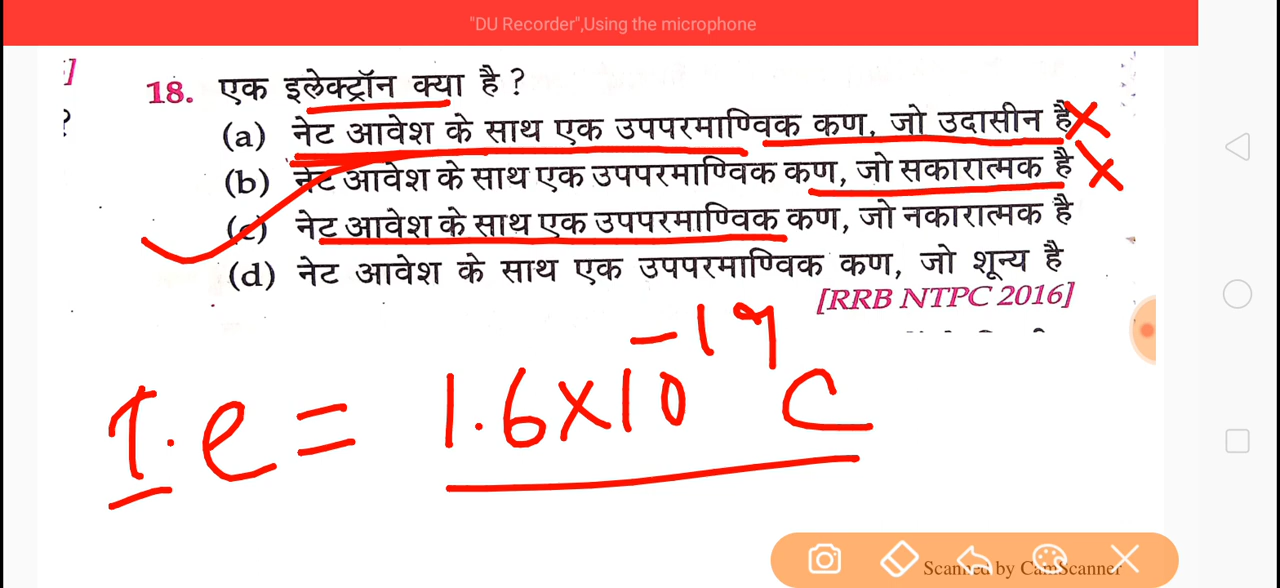 "DU Recorder",Using the microphone
:]
?
18. एक इलेक्ट्रॉन क्या है ?
(a) नेट आवेश के साथ एक उपपरमाण्विक कण, जो उदासीन है
(b) नेट आवेश के साथ एक उपपरमाण्विक कण, जो सकारात्मक है
(c) नेट आवेश के साथ एक उपपरमाण्विक कण, जो नकारात्मक है
(d) नेट आवेश के साथ एक उपपरमाण्विक कण, जो शून्य है
[RRB NTPC 2016]
1.e = 1.6×10⁻¹⁹ C
Scanned by CamScanner